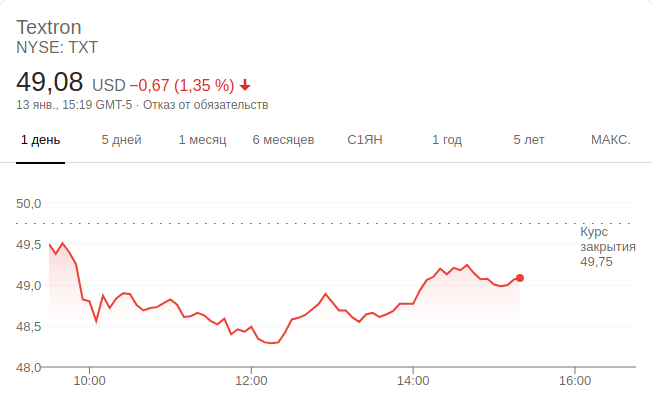 Textron
NYSE: TXT
49,08 USD −0,67 (1,35 %)
13 янв., 15:19 GMT-5 · Отказ от обязательств
1 день 5 дней 1 месяц 6 месяцев С1ЯН 1 год 5 лет МАКС.
50,0
Курс
закрытия
49,75
49,5
49,0
48,5
48,0
10:00 12:00 14:00 16:00